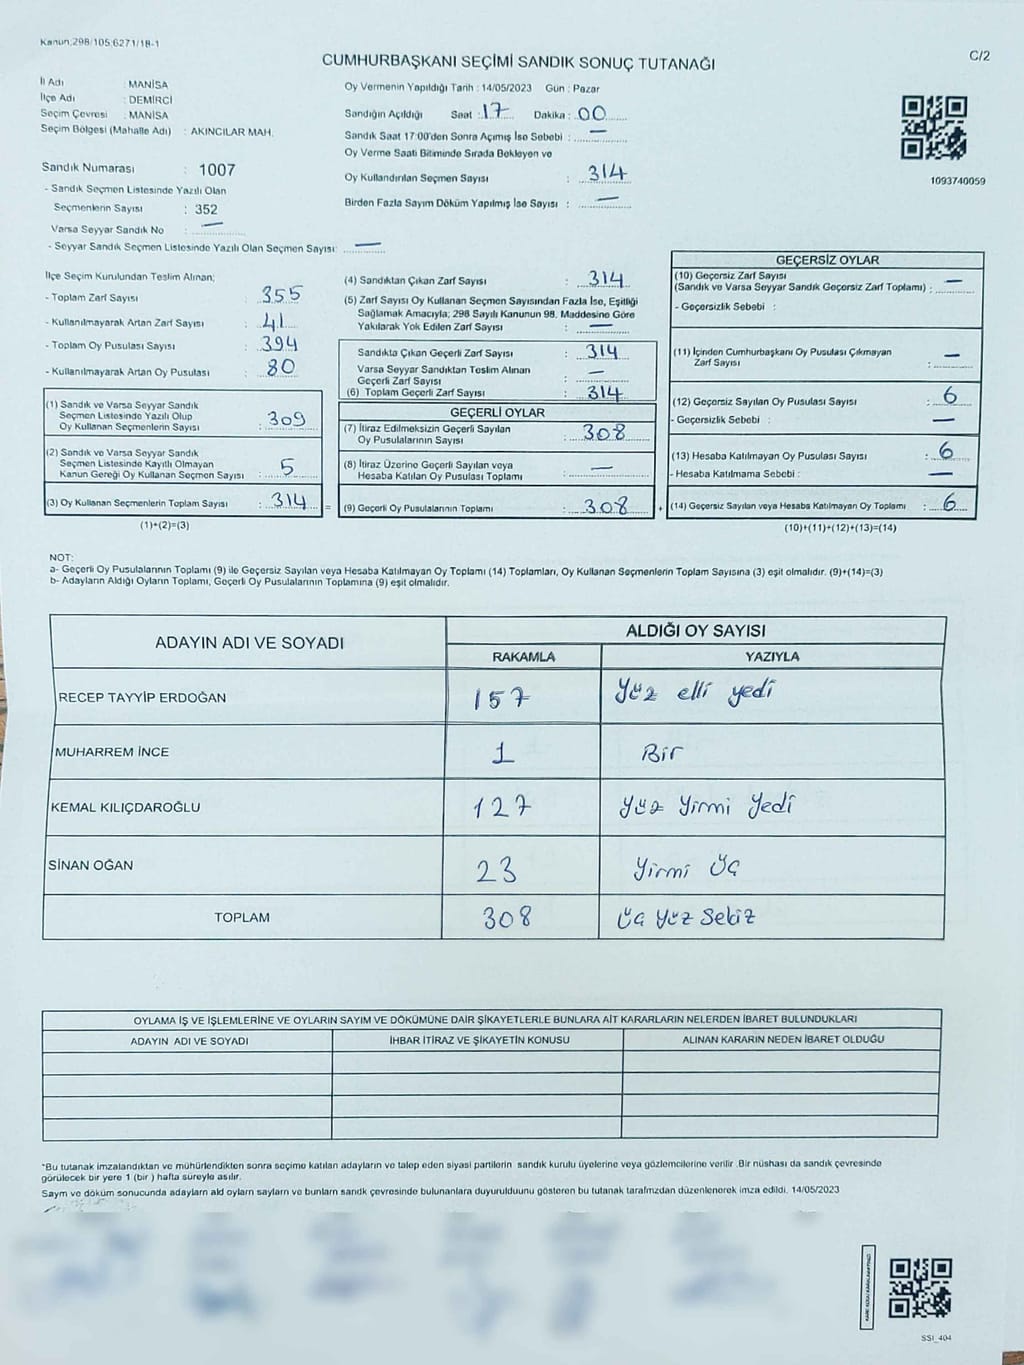 Kanun,298/105,6271/18-1
C/2
CUMHURBAŞKANI SEÇİMİ SANDIK SONUÇ TUTANAĞI
İl Adı : MANİSA
İlçe Adı : DEMİRCİ
Seçim Çevresi : MANİSA
Seçim Bölgesi (Mahalle Adı) : AKINCILAR MAH.
Sandık Numarası : 1007
- Sandık Seçmen Listesinde Yazılı Olan
Seçmenlerin Sayısı : 352
Varsa Seyyar Sandık No : —
- Seyyar Sandık Seçmen Listesinde Yazılı Olan Seçmen Sayısı: —
Oy Vermenin Yapıldığı Tarih : 14/05/2023 Gün : Pazar
Sandığın Açıldığı Saat : 17 Dakika : 00
Sandık Saat 17:00'den Sonra Açımış İse Sebebi : —
Oy Verme Saati Bitiminde Sırada Bekleyen ve
Oy Kullandırılan Seçmen Sayısı : 314
Birden Fazla Sayım Döküm Yapılmış İse Sayısı : —
1093740059
İlçe Seçim Kurulundan Teslim Alınan;
- Toplam Zarf Sayısı : 355
- Kullanılmayarak Artan Zarf Sayısı : 41
- Toplam Oy Pusulası Sayısı : 394
- Kullanılmayarak Artan Oy Pusulası : 80
(1) Sandık ve Varsa Seyyar Sandık
Seçmen Listesinde Yazılı Olup
Oy Kullanan Seçmenlerin Sayısı : 309
(2) Sandık ve Varsa Seyyar Sandık
Seçmen Listesinde Kayıtlı Olmayan
Kanun Gereği Oy Kullanan Seçmen Sayısı : 5
(3) Oy Kullanan Seçmenlerin Toplam Sayısı : 314 =
(1)+(2)=(3)
(4) Sandıktan Çıkan Zarf Sayısı : 314
(5) Zarf Sayısı Oy Kullanan Seçmen Sayısından Fazla İse, Eşitliği
Sağlamak Amacıyla; 298 Sayılı Kanunun 98. Maddesine Göre
Yakılarak Yok Edilen Zarf Sayısı : —
Sandıkta Çıkan Geçerli Zarf Sayısı : 314
Varsa Seyyar Sandıktan Teslim Alınan
Geçerli Zarf Sayısı : —
(6) Toplam Geçerli Zarf Sayısı : 314
GEÇERLİ OYLAR
(7) İtiraz Edilmeksizin Geçerli Sayılan
Oy Pusulalarının Sayısı : 308
(8) İtiraz Üzerine Geçerli Sayılan veya
Hesaba Katılan Oy Pusulası Toplamı : —
(9) Geçerli Oy Pusulalarının Toplamı : 308 +
GEÇERSİZ OYLAR
(10) Geçersiz Zarf Sayısı
(Sandık ve Varsa Seyyar Sandık Geçersiz Zarf Toplamı) : —
- Geçersizlik Sebebi :
(11) İçinden Cumhurbaşkanı Oy Pusulası Çıkmayan
Zarf Sayısı : —
(12) Geçersiz Sayılan Oy Pusulası Sayısı : 6
- Geçersizlik Sebebi : —
(13) Hesaba Katılmayan Oy Pusulası Sayısı : 6
- Hesaba Katılmama Sebebi : —
(14) Geçersiz Sayılan veya Hesaba Katılmayan Oy Toplamı : 6
(10)+(11)+(12)+(13)=(14)
NOT:
a- Geçerli Oy Pusulalarının Toplamı (9) ile Geçersiz Sayılan veya Hesaba Katılmayan Oy Toplamı (14) Toplamları, Oy Kullanan Seçmenlerin Toplam Sayısına (3) eşit olmalıdır. (9)+(14)=(3)
b- Adayların Aldığı Oyların Toplamı, Geçerli Oy Pusulalarının Toplamına (9) eşit olmalıdır.
ADAYIN ADI VE SOYADI ALDIĞI OY SAYISI
RAKAMLA YAZIYLA
RECEP TAYYİP ERDOĞAN 157 Yüz elli yedi
MUHARREM İNCE 1 Bir
KEMAL KILIÇDAROĞLU 127 Yüz Yirmi Yedi
SİNAN OĞAN 23 Yirmi Üç
TOPLAM 308 Üç Yüz Sekiz
OYLAMA İŞ VE İŞLEMLERİNE VE OYLARIN SAYIM VE DÖKÜMÜNE DAİR ŞİKAYETLERLE BUNLARA AİT KARARLARIN NELERDEN İBARET BULUNDUKLARI
ADAYIN ADI VE SOYADI İHBAR İTİRAZ VE ŞİKAYETİN KONUSU ALINAN KARARIN NEDEN İBARET OLDUĞU
*Bu tutanak imzalandıktan ve mühürlendikten sonra seçime katılan adayların ve talep eden siyasi partilerin sandık kurulu üyelerine veya gözlemcilerine verilir .Bir nüshası da sandık çevresinde
görülecek bir yere 1 (bir ) hafta süreyle asılır.
Saym ve döküm sonucunda adaylarn ald oylarn saylarn ve bunlarn sandk çevresinde bulunanlara duyurulduunu gösteren bu tutanak tarafmzdan düzenlenerek imza edildi. 14/05/2023
SSI_404